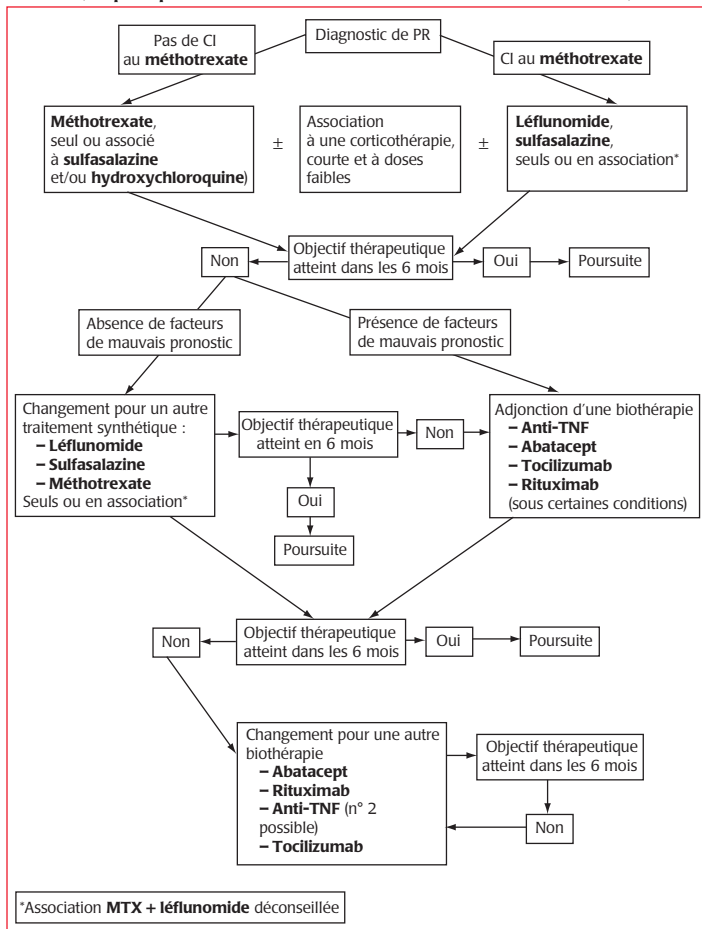 Pas de CI
au méthotrexate
Diagnostic de PR
CI au méthotrexate
Méthotrexate,
seul ou associé
à sulfasalazine
et/ou hydroxychloroquine)
±
Association
à une corticothérapie,
courte et à doses
faibles
±
Léflunomide,
sulfasalazine,
seuls ou en association*
Non
Objectif thérapeutique
atteint dans les 6 mois
Oui
Poursuite
Absence de facteurs
de mauvais pronostic
Présence de facteurs
de mauvais pronostic
Changement pour un autre
traitement synthétique :
– Léflunomide
– Sulfasalazine
– Méthotrexate
Seuls ou en association*
Objectif thérapeutique
atteint en 6 mois
Non
Oui
Poursuite
Adjonction d’une biothérapie
– Anti-TNF
– Abatacept
– Tocilizumab
– Rituximab
(sous certaines conditions)
Non
Objectif thérapeutique
atteint dans les 6 mois
Oui
Poursuite
Changement pour une autre
biothérapie
– Abatacept
– Rituximab
– Anti-TNF (n° 2
possible)
– Tocilizumab
Objectif thérapeutique
atteint dans les 6 mois
Non
*Association MTX + léflunomide déconseillée